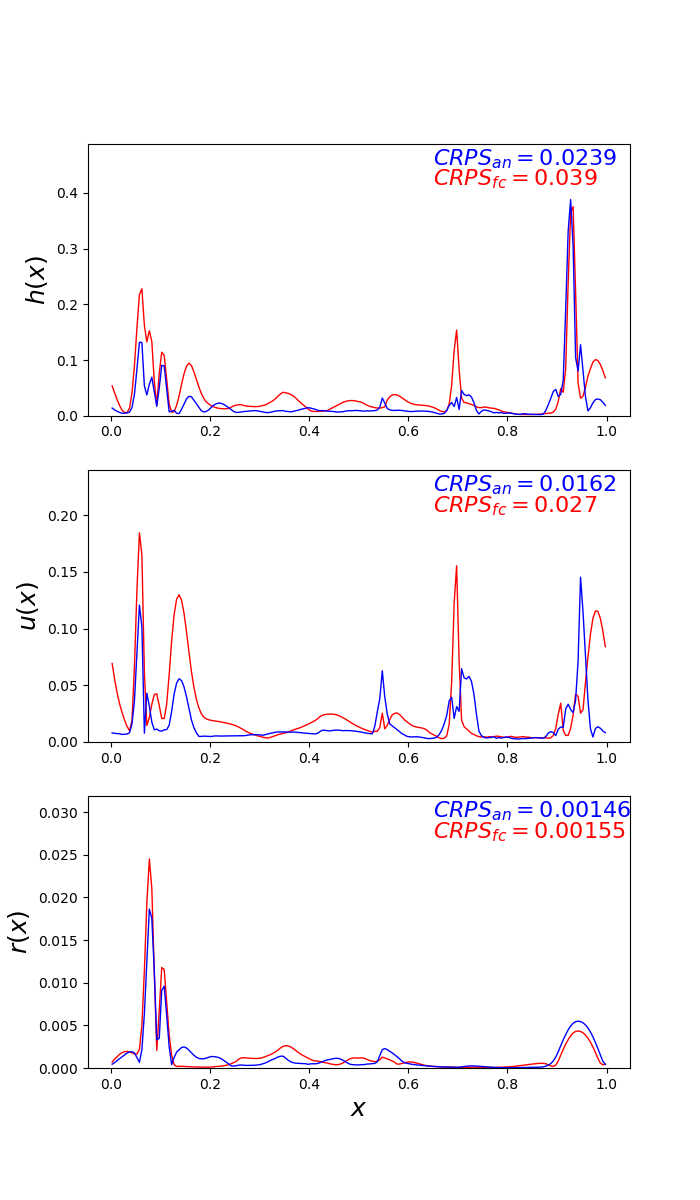 CRPS_an = 0.0239
CRPS_fc = 0.039
0.4
0.3
h(x)
0.2
0.1
0.0
0.0 0.2 0.4 0.6 0.8 1.0
CRPS_an = 0.0162
CRPS_fc = 0.027
0.20
0.15
u(x)
0.10
0.05
0.00
0.0 0.2 0.4 0.6 0.8 1.0
0.030
CRPS_an = 0.00146
CRPS_fc = 0.00155
0.025
0.020
0.015
r(x)
0.010
0.005
0.000
0.0 0.2 0.4 0.6 0.8 1.0
x